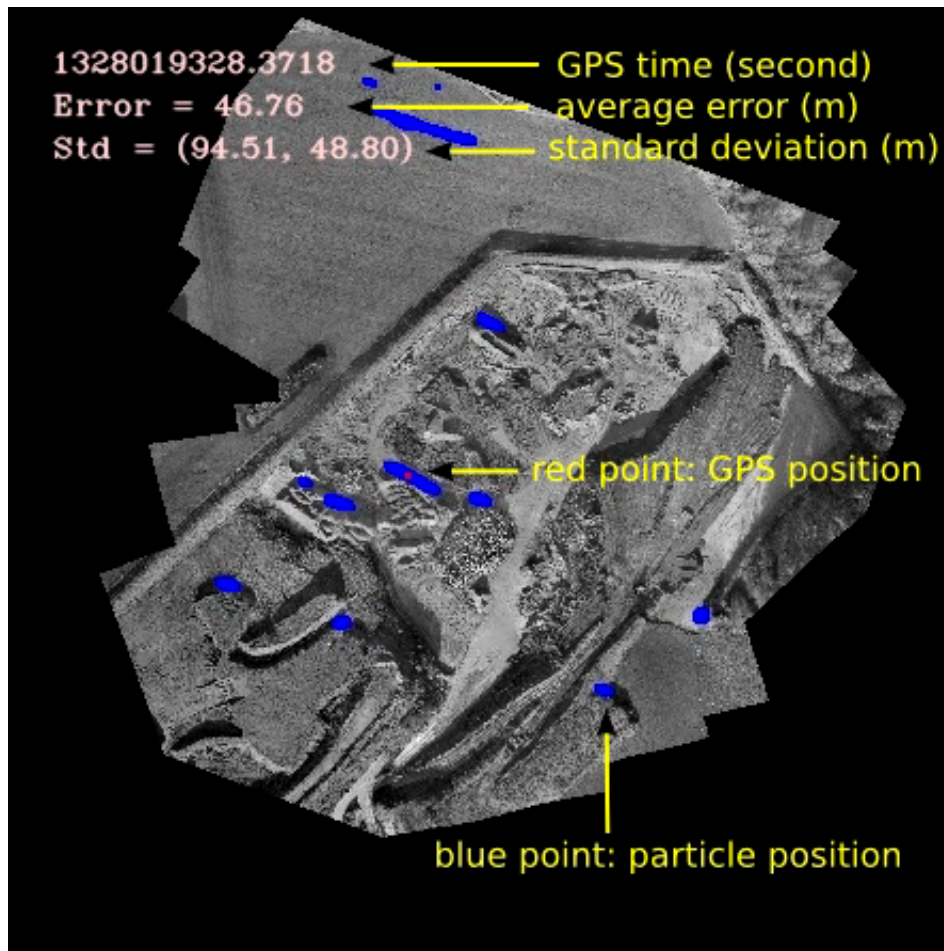 1328019328.3718
GPS time (second)
Error = 46.76
average error (m)
Std = (94.51, 48.80)
standard deviation (m)
red point: GPS position
blue point: particle position